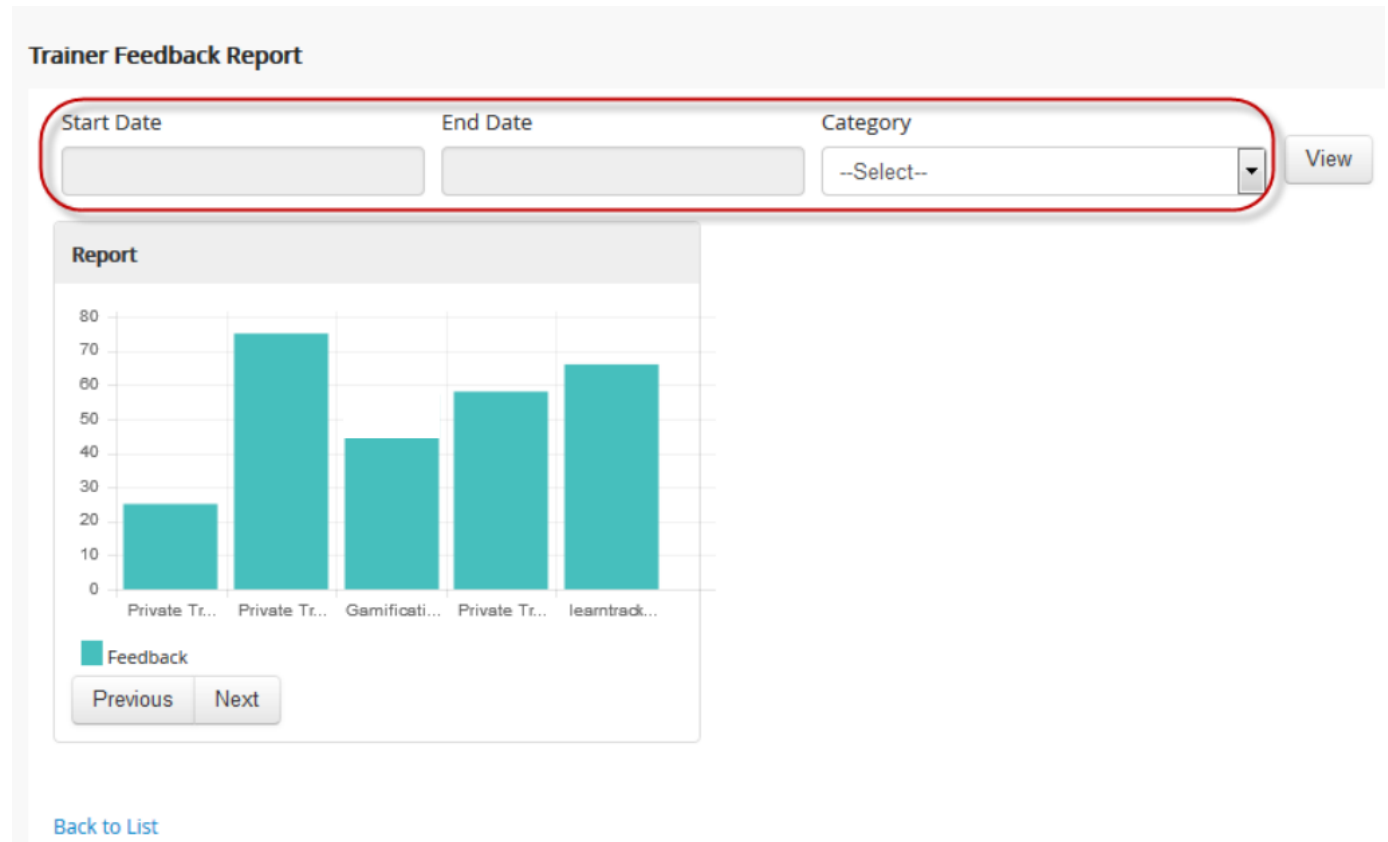 Trainer Feedback Report
Start Date End Date Category
--Select-- View
Report
80
70
60
50
40
30
20
10
0
Private Tr... Private Tr... Gamificati... Private Tr... learntrack...
Feedback
Previous Next
Back to List